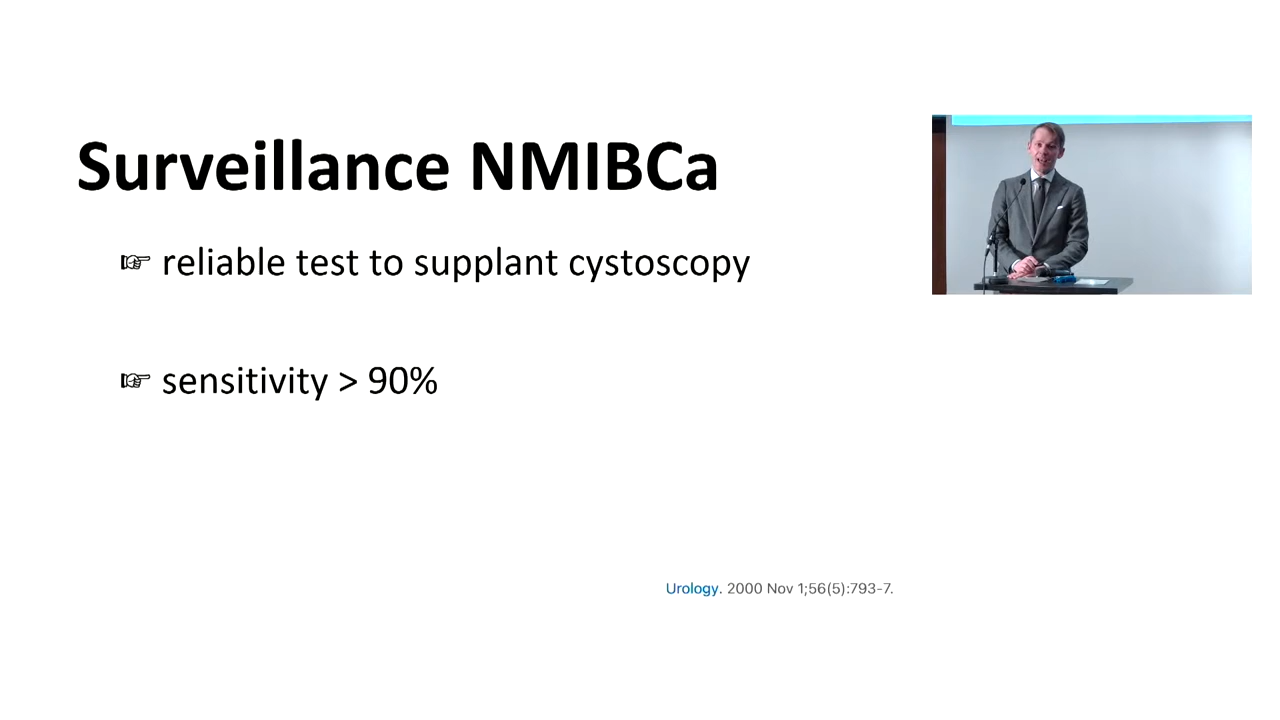 Surveillance NMIBCa
☞ reliable test to supplant cystoscopy
☞ sensitivity > 90%
Urology. 2000 Nov 1;56(5):793-7.